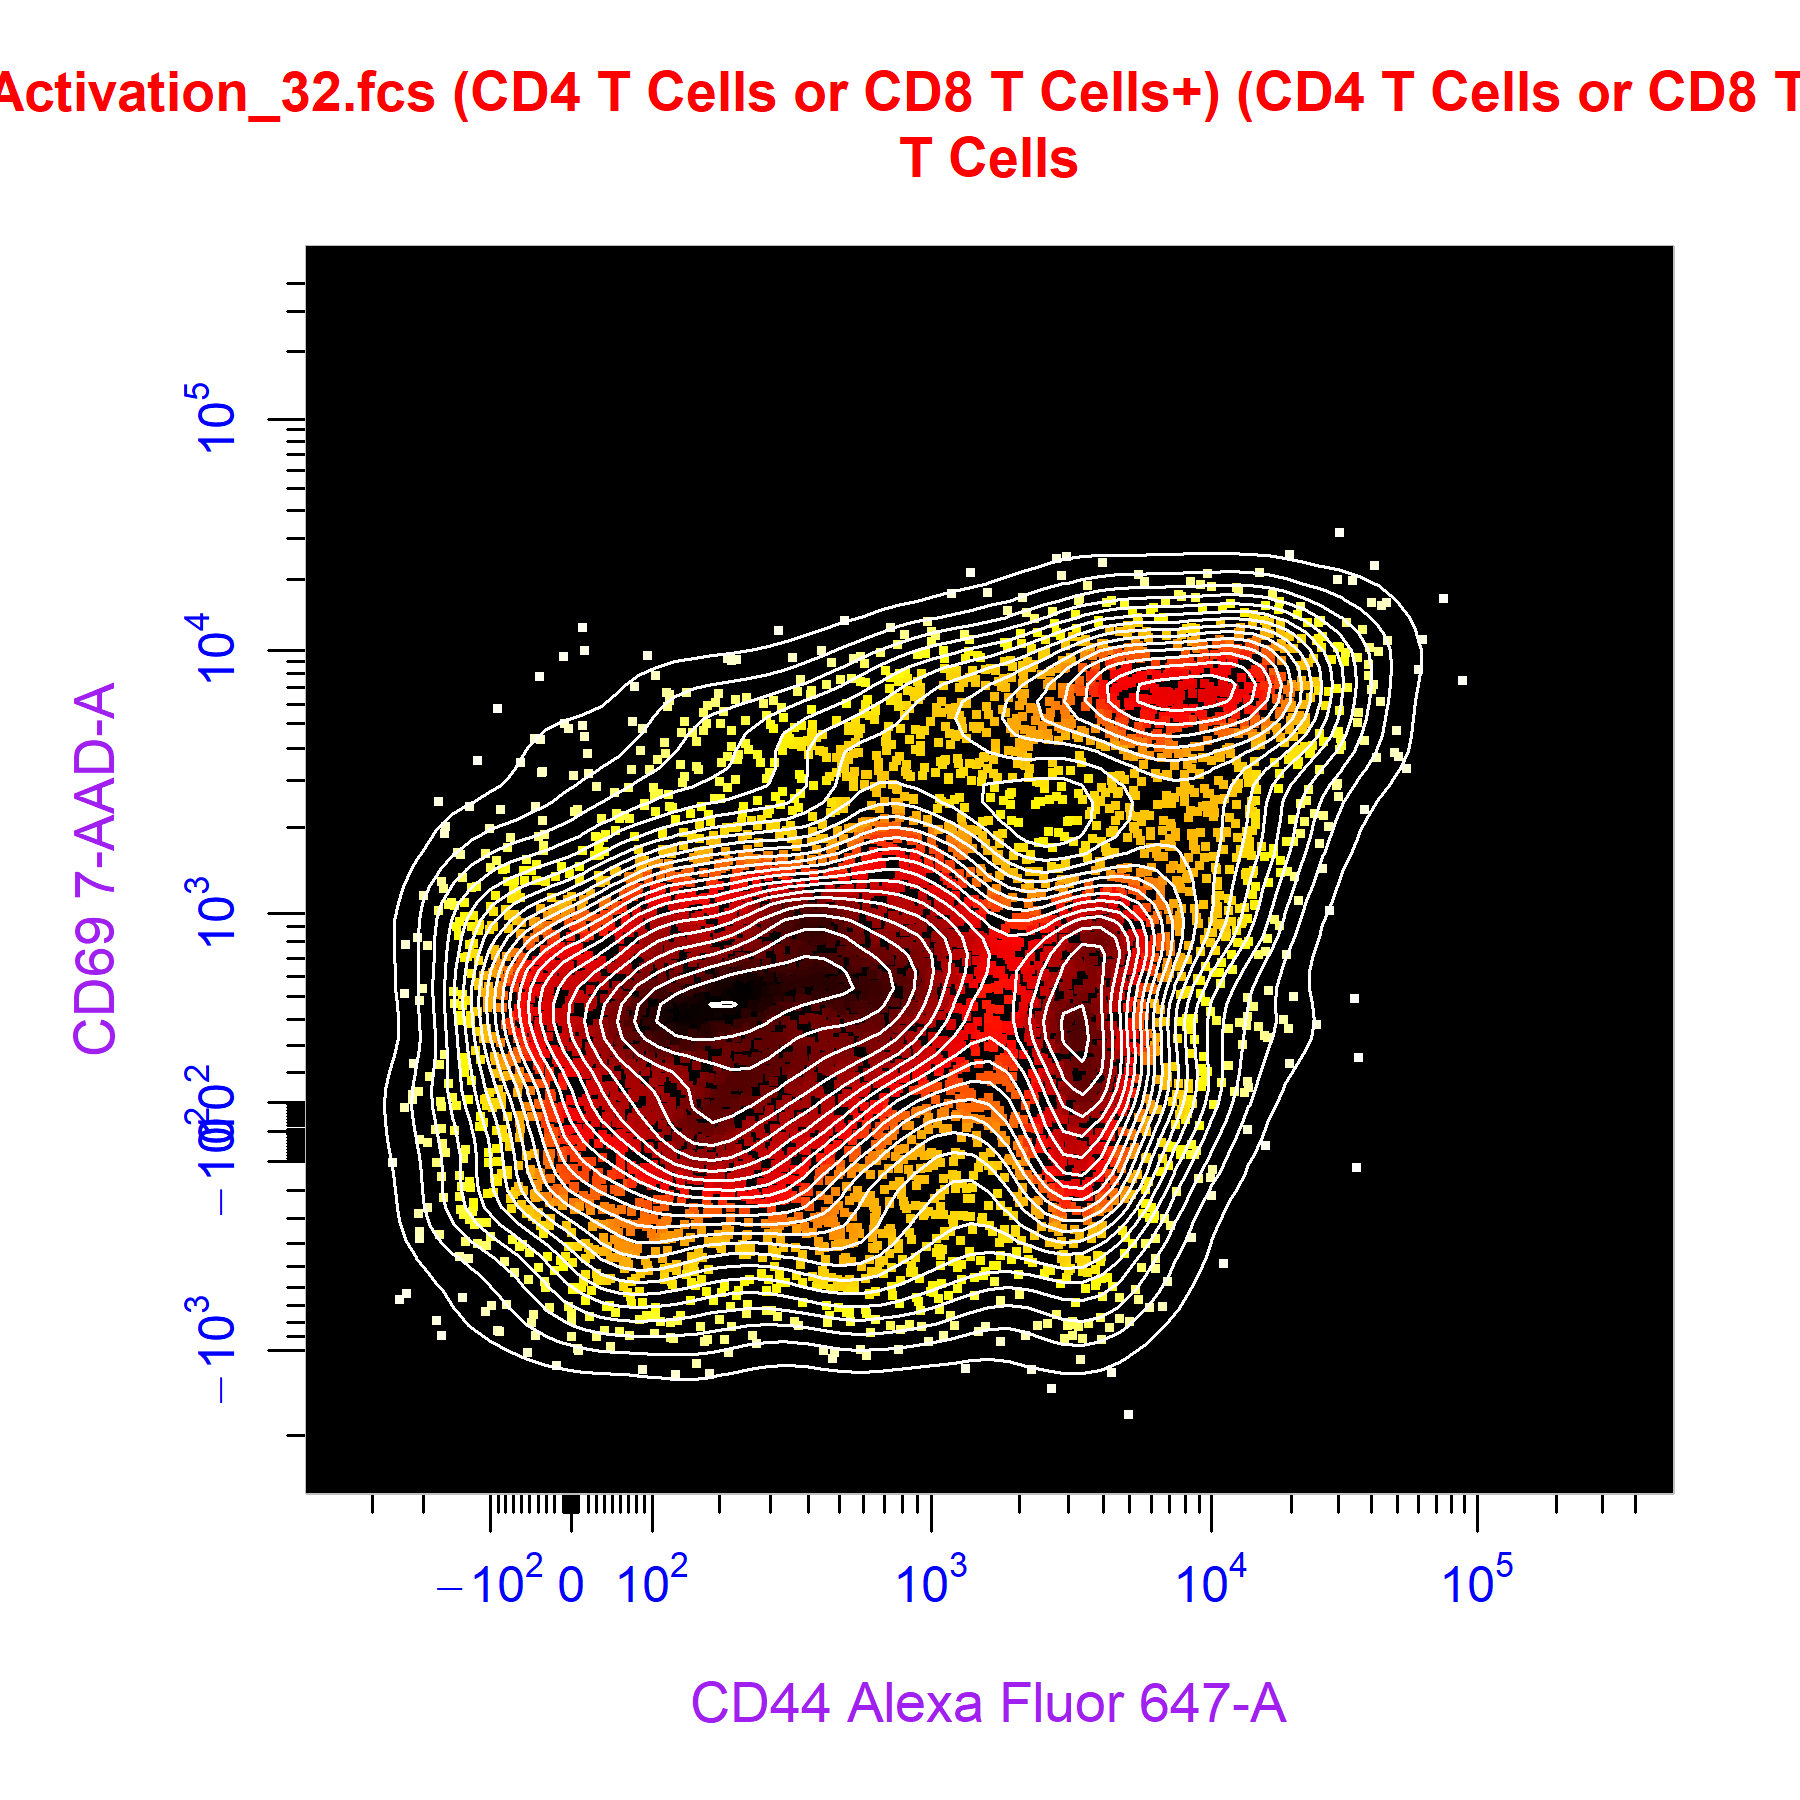 Activation_32.fcs (CD4 T Cells or CD8 T Cells+) (CD4 T Cells or CD8 T
T Cells
CD69 7-AAD-A
10^5
10^4
10^3
10^2
0
−10^2
−10^3
−10^2 0 10^2 10^3 10^4 10^5
CD44 Alexa Fluor 647-A